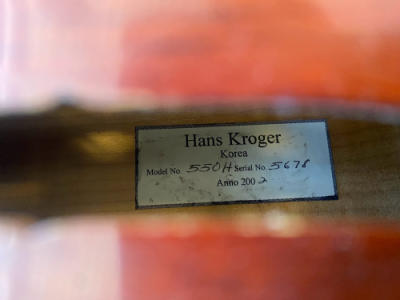 Hans Kroger
Korea
Model No. 550H Serial No. 5678
Anno 2002